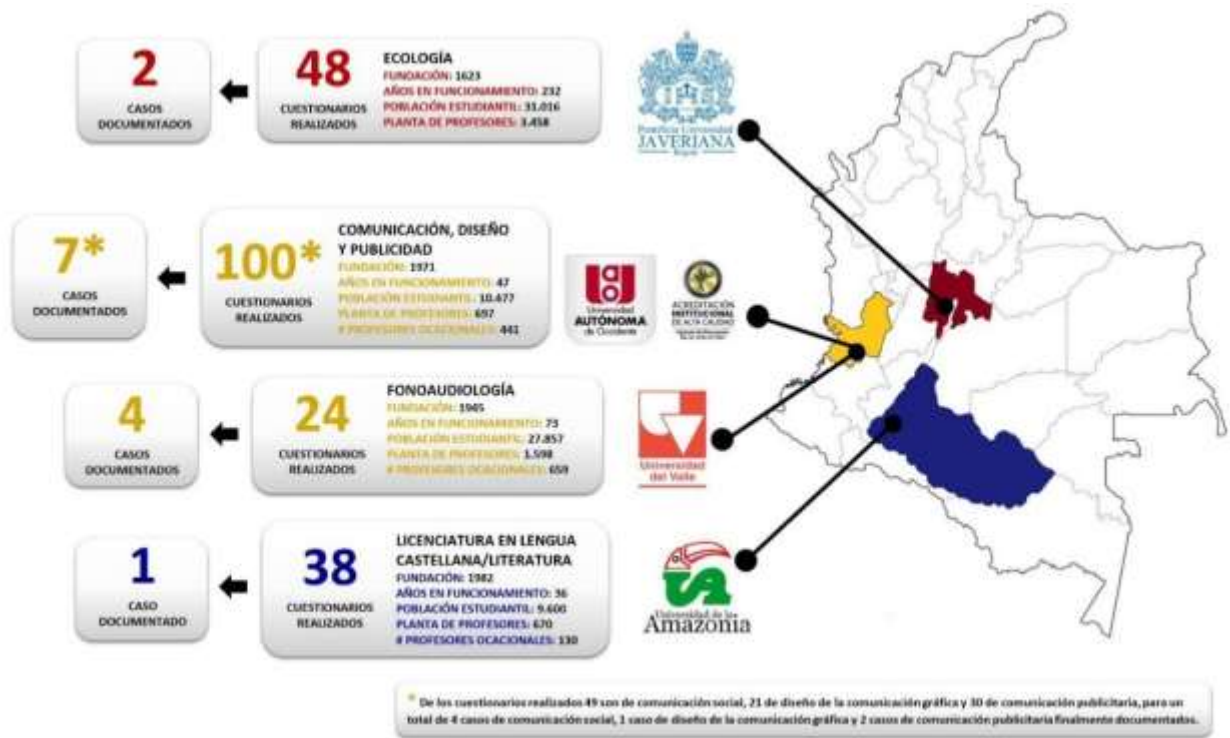 2
CASOS
DOCUMENTADOS
48
CUESTIONARIOS
REALIZADOS
ECOLOGÍA
FUNDACIÓN: 1623
AÑOS EN FUNCIONAMIENTO: 232
POBLACIÓN ESTUDIANTIL: 31.016
PLANTA DE PROFESORES: 3.458
Pontificia Universidad
JAVERIANA
Bogotá
7*
CASOS
DOCUMENTADOS
100*
CUESTIONARIOS
REALIZADOS
COMUNICACIÓN, DISEÑO
Y PUBLICIDAD
FUNDACIÓN: 1971
AÑOS EN FUNCIONAMIENTO: 47
POBLACIÓN ESTUDIANTIL: 10.477
PLANTA DE PROFESORES: 697
# PROFESORES OCASIONALES: 441
Universidad
AUTÓNOMA
de Occidente
ACREDITACIÓN
INSTITUCIONAL
DE ALTA CALIDAD
4
CASOS
DOCUMENTADOS
24
CUESTIONARIOS
REALIZADOS
FONOAUDIOLOGÍA
FUNDACIÓN: 1945
AÑOS EN FUNCIONAMIENTO: 73
POBLACIÓN ESTUDIANTIL: 27.857
PLANTA DE PROFESORES: 1.598
# PROFESORES OCACIONALES: 659
Universidad
del Valle
1
CASO
DOCUMENTADO
38
CUESTIONARIOS
REALIZADOS
LICENCIATURA EN LENGUA
CASTELLANA/LITERATURA
FUNDACIÓN: 1982
AÑOS EN FUNCIONAMIENTO: 36
POBLACIÓN ESTUDIANTIL: 9.600
PLANTA DE PROFESORES: 670
# PROFESORES OCACIONALES: 130
Universidad de la
Amazonia
* De los cuestionarios realizados 49 son de comunicación social, 21 de diseño de la comunicación gráfica y 30 de comunicación publicitaria, para un
total de 4 casos de comunicación social, 1 caso de diseño de la comunicación gráfica y 2 casos de comunicación publicitaria finalmente documentados.